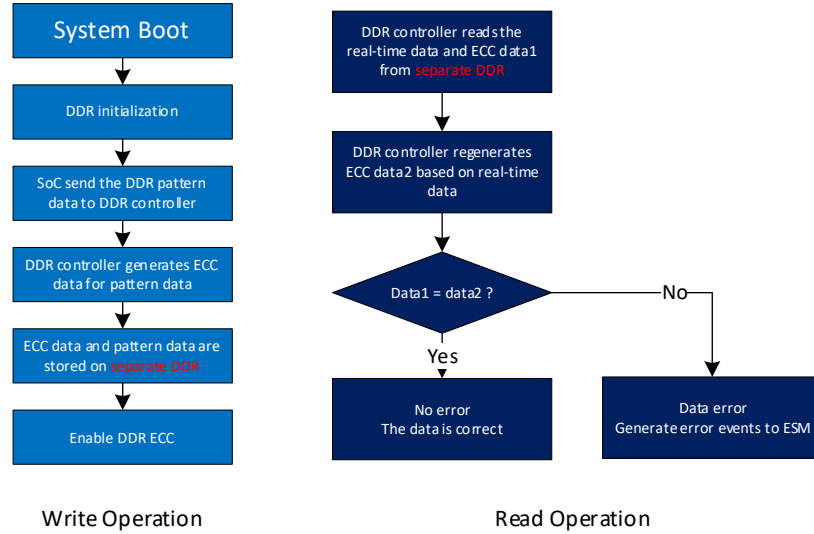 System Boot
DDR initialization
SoC send the DDR pattern
data to DDR controller
DDR controller generates ECC
data for pattern data
ECC data and pattern data are
stored on separate DDR
Enable DDR ECC
Write Operation
DDR controller reads the
real-time data and ECC data1
from separate DDR
DDR controller regenerates
ECC data2 based on real-time
data
Data1 = data2 ?
No
Yes
No error
The data is correct
Data error
Generate error events to ESM
Read Operation